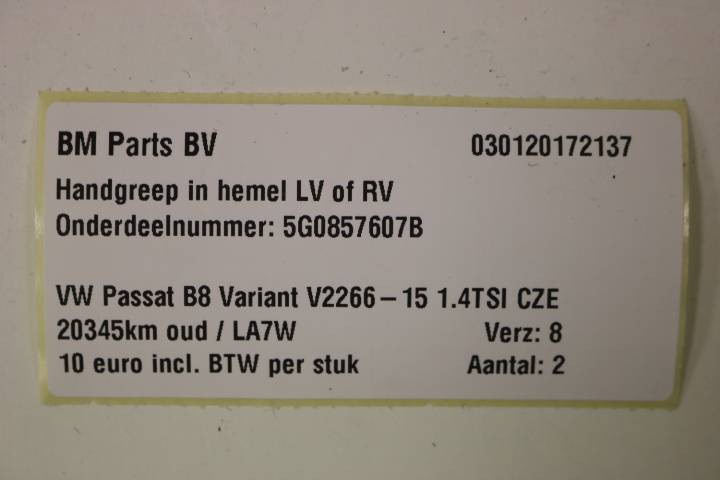 BM Parts BV 030120172137
Handgreep in hemel LV of RV
Onderdeelnummer: 5G0857607B
VW Passat B8 Variant V2266-15 1.4TSI CZE
20345km oud / LA7W Verz: 8
10 euro incl. BTW per stuk Aantal: 2